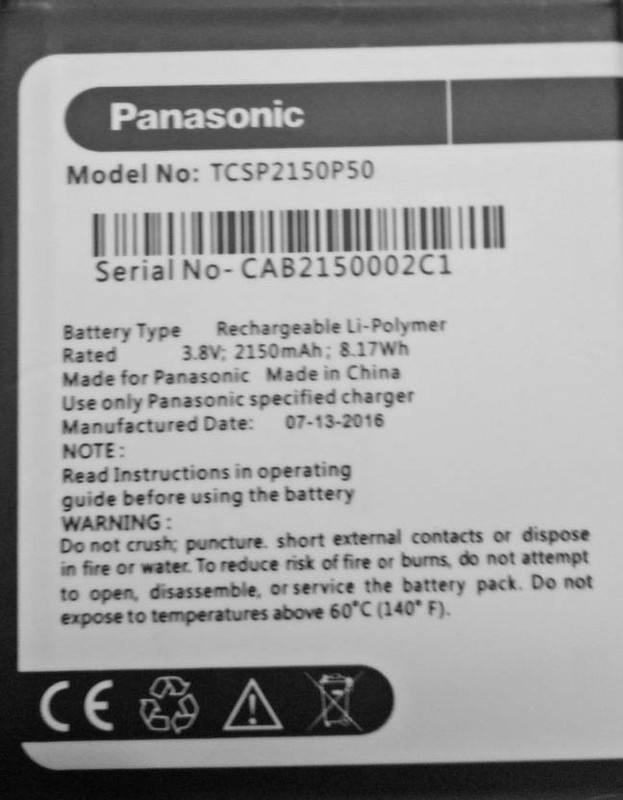 Panasonic
Model No: TCSP2150P50
Serial No- CAB2150002C1
Battery Type Rechargeable Li-Polymer
Rated 3.8V; 2150mAh; 8.17Wh
Made for Panasonic Made in China
Use only Panasonic specified charger
Manufactured Date: 07-13-2016
NOTE:
Read Instructions in operating
guide before using the battery
WARNING:
Do not crush; puncture. short external contacts or dispose
in fire or water. To reduce risk of fire or burns, do not attempt
to open, disassemble, or service the battery pack. Do not
expose to temperatures above 60°C (140° F).
CE